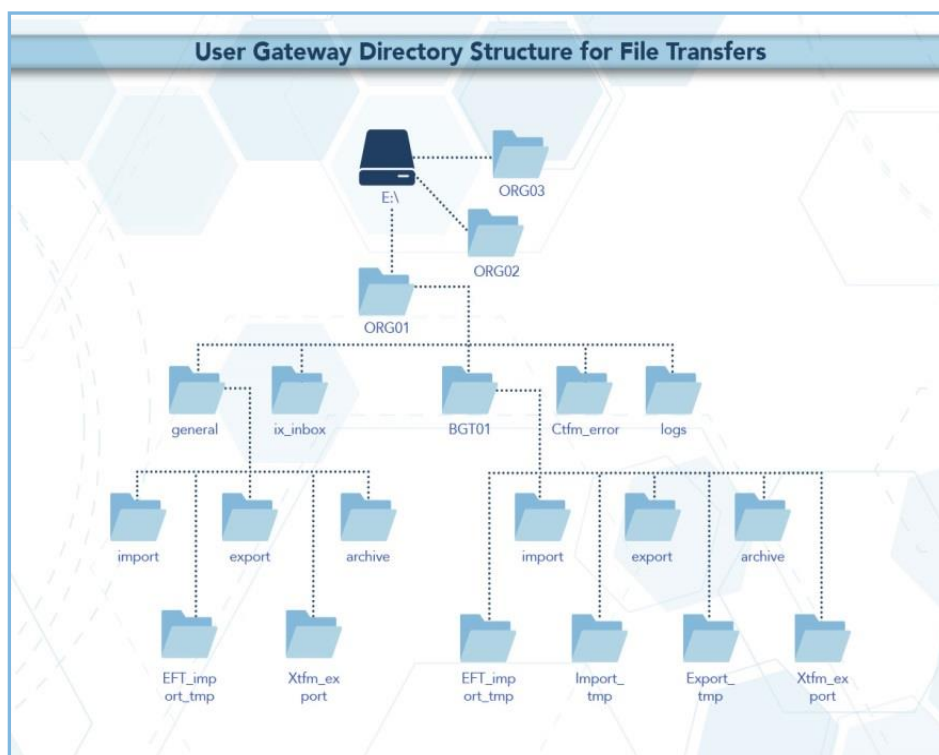 User Gateway Directory Structure for File Transfers
E:\
ORG03
ORG02
ORG01
general
ix_inbox
BGT01
Ctfm_error
logs
import
export
archive
import
export
archive
EFT_imp
ort_tmp
Xtfm_ex
port
EFT_imp
ort_tmp
Import_
tmp
Export_
tmp
Xtfm_ex
port